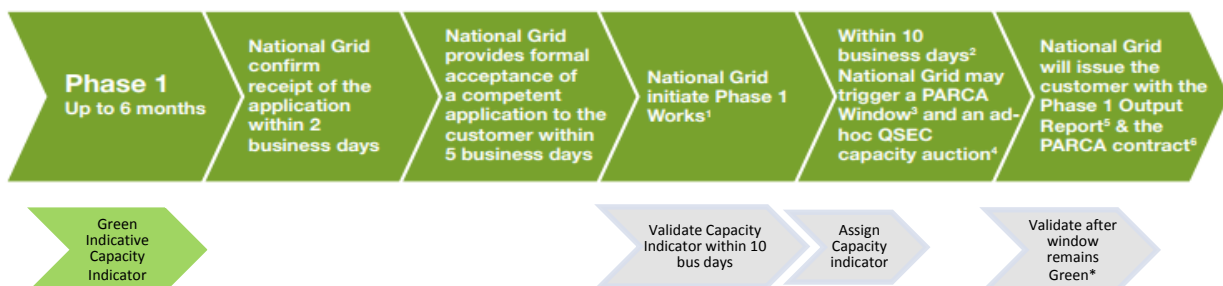 Phase 1
Up to 6 months
National Grid
confirm
receipt of the
application
within 2
business days
National Grid
provides formal
acceptance of
a competent
application to the
customer within
5 business days
National Grid
initiate Phase 1
Works¹
Within 10
business days²
National Grid may
trigger a PARCA
Window³ and an ad-
hoc QSEC
capacity auction⁴
National Grid
will issue the
customer with the
Phase 1 Output
Report⁵ & the
PARCA contract⁶
Green
Indicative
Capacity
Indicator
Validate Capacity
Indicator within 10
bus days
Assign
Capacity
indicator
Validate after
window
remains
Green*